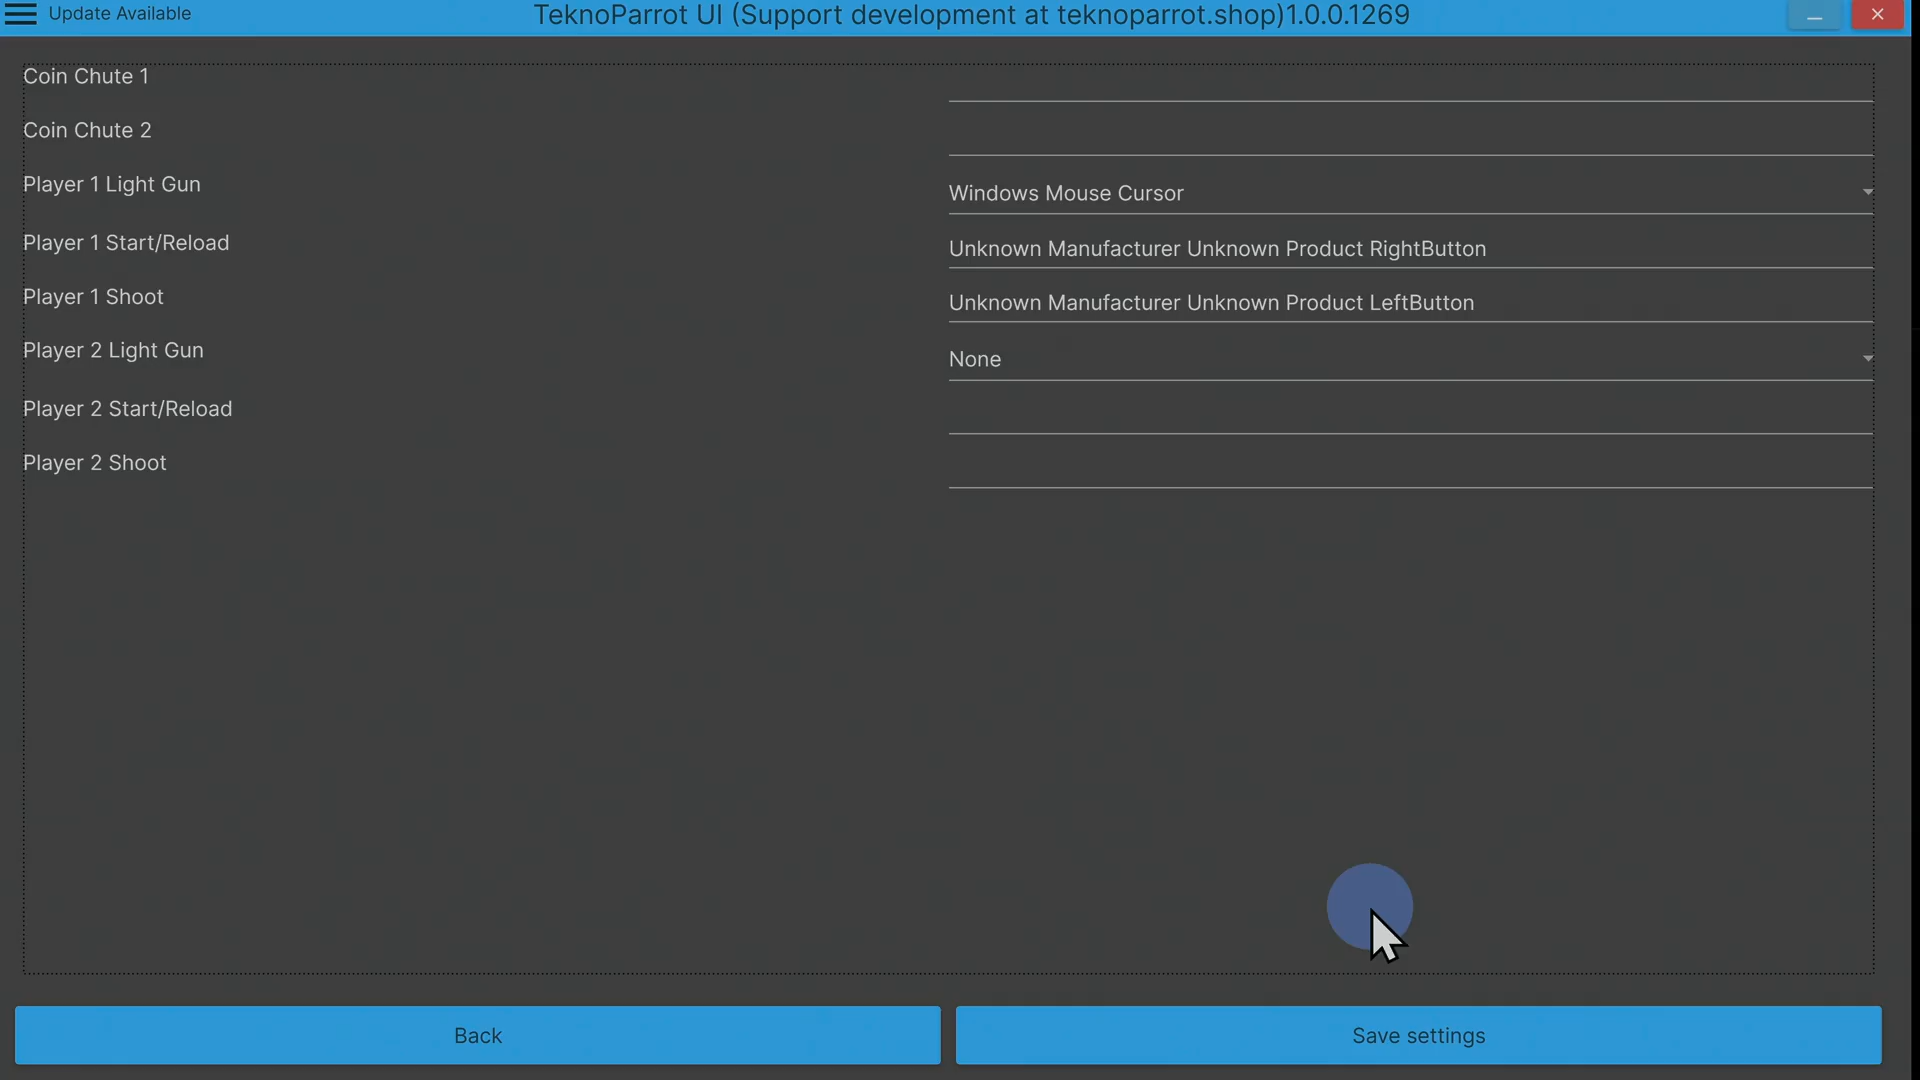 Update Available
TeknoParrot UI (Support development at teknoparrot.shop)1.0.0.1269
Coin Chute 1
Coin Chute 2
Player 1 Light Gun
Windows Mouse Cursor
Player 1 Start/Reload
Unknown Manufacturer Unknown Product RightButton
Player 1 Shoot
Unknown Manufacturer Unknown Product LeftButton
Player 2 Light Gun
None
Player 2 Start/Reload
Player 2 Shoot
Back
Save settings